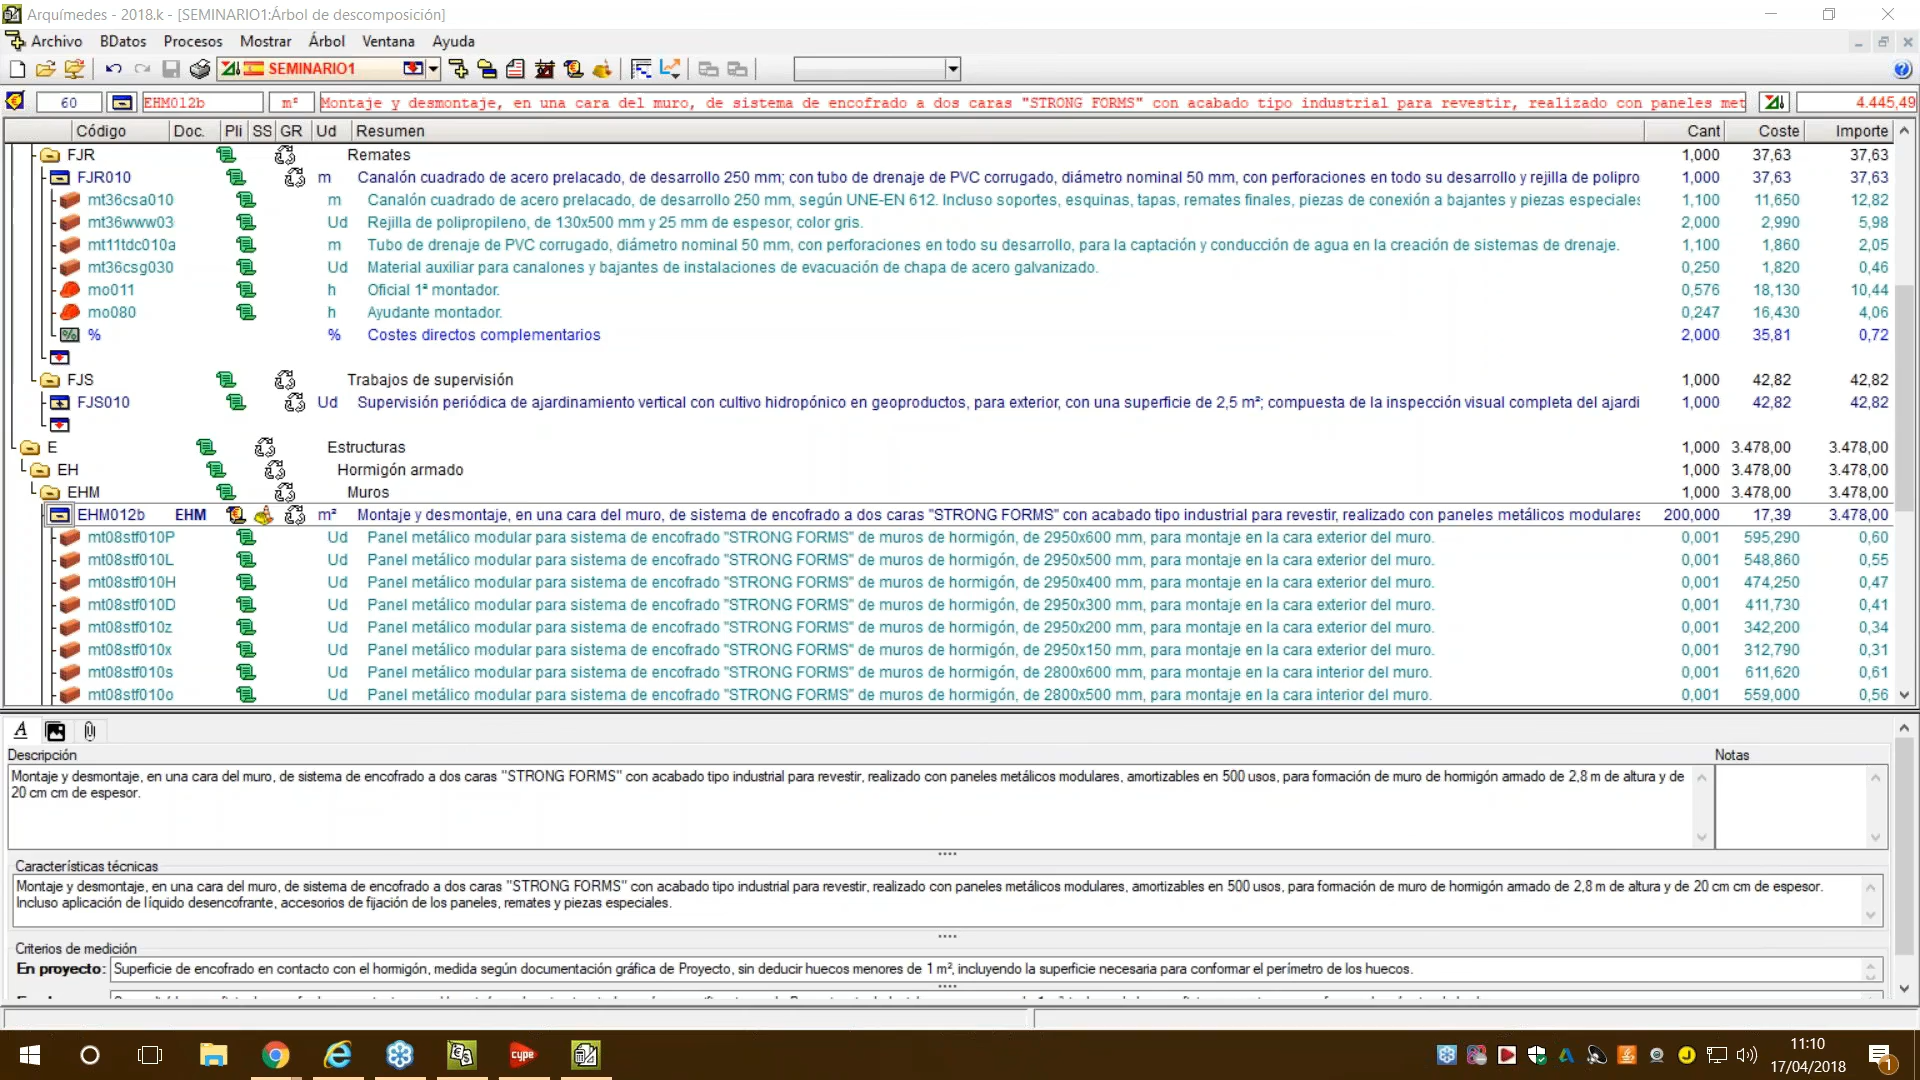 Arquímedes - 2018.k - [SEMINARIO1:Árbol de descomposición]
Archivo BDatos Procesos Mostrar Árbol Ventana Ayuda
SEMINARIO1
60 EHM012b m² Montaje y desmontaje, en una cara del muro, de sistema de encofrado a dos caras "STRONG FORMS" con acabado tipo industrial para revestir, realizado con paneles met 4.445,49
Código Doc. Pli SS GR Ud Resumen Cant Coste Importe
FJR Remates 1,000 37,63 37,63
FJR010 m Canalón cuadrado de acero prelacado, de desarrollo 250 mm; con tubo de drenaje de PVC corrugado, diámetro nominal 50 mm, con perforaciones en todo su desarrollo y rejilla de polipro 1,000 37,63 37,63
mt36csa010 m Canalón cuadrado de acero prelacado, de desarrollo 250 mm, según UNE-EN 612. Incluso soportes, esquinas, tapas, remates finales, piezas de conexión a bajantes y piezas especiales 1,100 11,650 12,82
mt36www03 Ud Rejilla de polipropileno, de 130x500 mm y 25 mm de espesor, color gris. 2,000 2,990 5,98
mt11tdc010a m Tubo de drenaje de PVC corrugado, diámetro nominal 50 mm, con perforaciones en todo su desarrollo, para la captación y conducción de agua en la creación de sistemas de drenaje. 1,100 1,860 2,05
mt36csg030 Ud Material auxiliar para canalones y bajantes de instalaciones de evacuación de chapa de acero galvanizado. 0,250 1,820 0,46
mo011 h Oficial 1ª montador. 0,576 18,130 10,44
mo080 h Ayudante montador. 0,247 16,430 4,06
% % Costes directos complementarios 2,000 35,81 0,72
FJS Trabajos de supervisión 1,000 42,82 42,82
FJS010 Ud Supervisión periódica de ajardinamiento vertical con cultivo hidropónico en geoproductos, para exterior, con una superficie de 2,5 m²; compuesta de la inspección visual completa del ajardi 1,000 42,82 42,82
E Estructuras 1,000 3.478,00 3.478,00
EH Hormigón armado 1,000 3.478,00 3.478,00
EHM Muros 1,000 3.478,00 3.478,00
EHM012b EHM m² Montaje y desmontaje, en una cara del muro, de sistema de encofrado a dos caras "STRONG FORMS" con acabado tipo industrial para revestir, realizado con paneles metálicos modulares 200,000 17,39 3.478,00
mt08stf010P Ud Panel metálico modular para sistema de encofrado "STRONG FORMS" de muros de hormigón, de 2950x600 mm, para montaje en la cara exterior del muro. 0,001 595,290 0,60
mt08stf010L Ud Panel metálico modular para sistema de encofrado "STRONG FORMS" de muros de hormigón, de 2950x500 mm, para montaje en la cara exterior del muro. 0,001 548,860 0,55
mt08stf010H Ud Panel metálico modular para sistema de encofrado "STRONG FORMS" de muros de hormigón, de 2950x400 mm, para montaje en la cara exterior del muro. 0,001 474,250 0,47
mt08stf010D Ud Panel metálico modular para sistema de encofrado "STRONG FORMS" de muros de hormigón, de 2950x300 mm, para montaje en la cara exterior del muro. 0,001 411,730 0,41
mt08stf010z Ud Panel metálico modular para sistema de encofrado "STRONG FORMS" de muros de hormigón, de 2950x200 mm, para montaje en la cara exterior del muro. 0,001 342,200 0,34
mt08stf010x Ud Panel metálico modular para sistema de encofrado "STRONG FORMS" de muros de hormigón, de 2950x150 mm, para montaje en la cara exterior del muro. 0,001 312,790 0,31
mt08stf010s Ud Panel metálico modular para sistema de encofrado "STRONG FORMS" de muros de hormigón, de 2800x600 mm, para montaje en la cara interior del muro. 0,001 611,620 0,61
mt08stf010o Ud Panel metálico modular para sistema de encofrado "STRONG FORMS" de muros de hormigón, de 2800x500 mm, para montaje en la cara interior del muro. 0,001 559,000 0,56
A
Descripción Notas
Montaje y desmontaje, en una cara del muro, de sistema de encofrado a dos caras "STRONG FORMS" con acabado tipo industrial para revestir, realizado con paneles metálicos modulares, amortizables en 500 usos, para formación de muro de hormigón armado de 2,8 m de altura y de
20 cm cm de espesor.
Características técnicas
Montaje y desmontaje, en una cara del muro, de sistema de encofrado a dos caras "STRONG FORMS" con acabado tipo industrial para revestir, realizado con paneles metálicos modulares, amortizables en 500 usos, para formación de muro de hormigón armado de 2,8 m de altura y de 20 cm cm de espesor.
Incluso aplicación de líquido desencofrante, accesorios de fijación de los paneles, remates y piezas especiales.
Criterios de medición
En proyecto: Superficie de encofrado en contacto con el hormigón, medida según documentación gráfica de Proyecto, sin deducir huecos menores de 1 m², incluyendo la superficie necesaria para conformar el perímetro de los huecos.
cype
11:10
17/04/2018
1